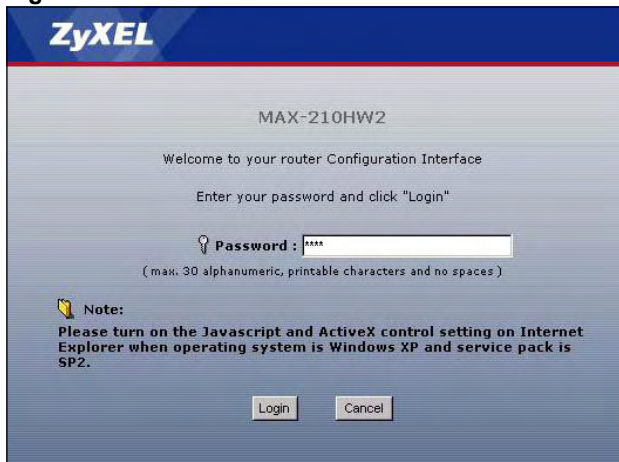 ZyXEL
MAX-210HW2
Welcome to your router Configuration Interface
Enter your password and click "Login"
Password : ****
( max. 30 alphanumeric, printable characters and no spaces )
Note:
Please turn on the Javascript and ActiveX control setting on Internet
Explorer when operating system is Windows XP and service pack is
SP2.
Login Cancel